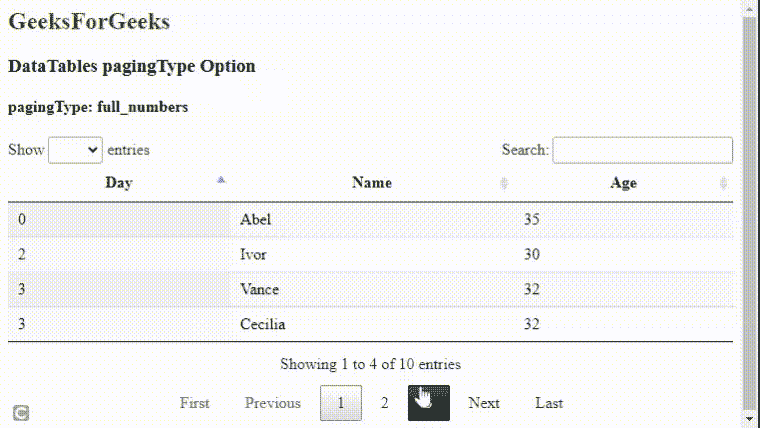 GeeksForGeeks
DataTables pagingType Option
pagingType: full_numbers
Show entries Search:
Day Name Age
0 Abel 35
2 Ivor 30
3 Vance 32
3 Cecilia 32
Showing 1 to 4 of 10 entries
First Previous 1 2 Next Last